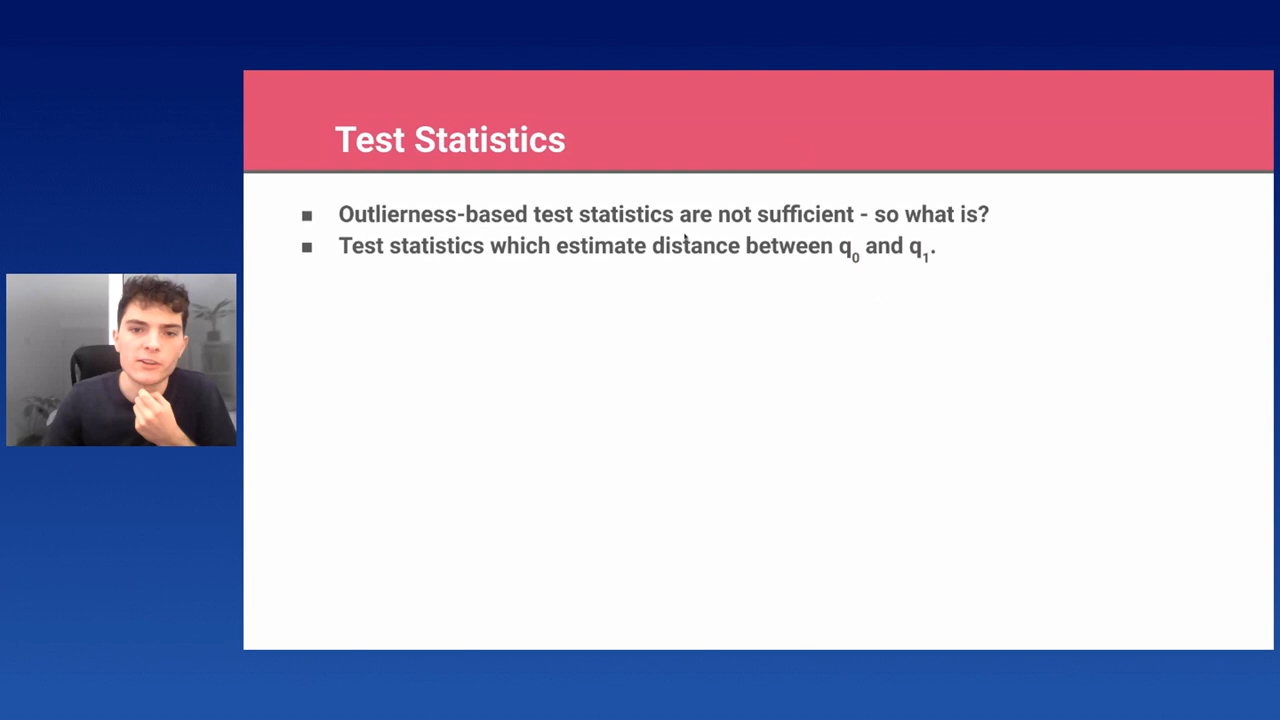 Test Statistics
▪ Outlierness-based test statistics are not sufficient - so what is?
▪ Test statistics which estimate distance between q₀ and q₁.